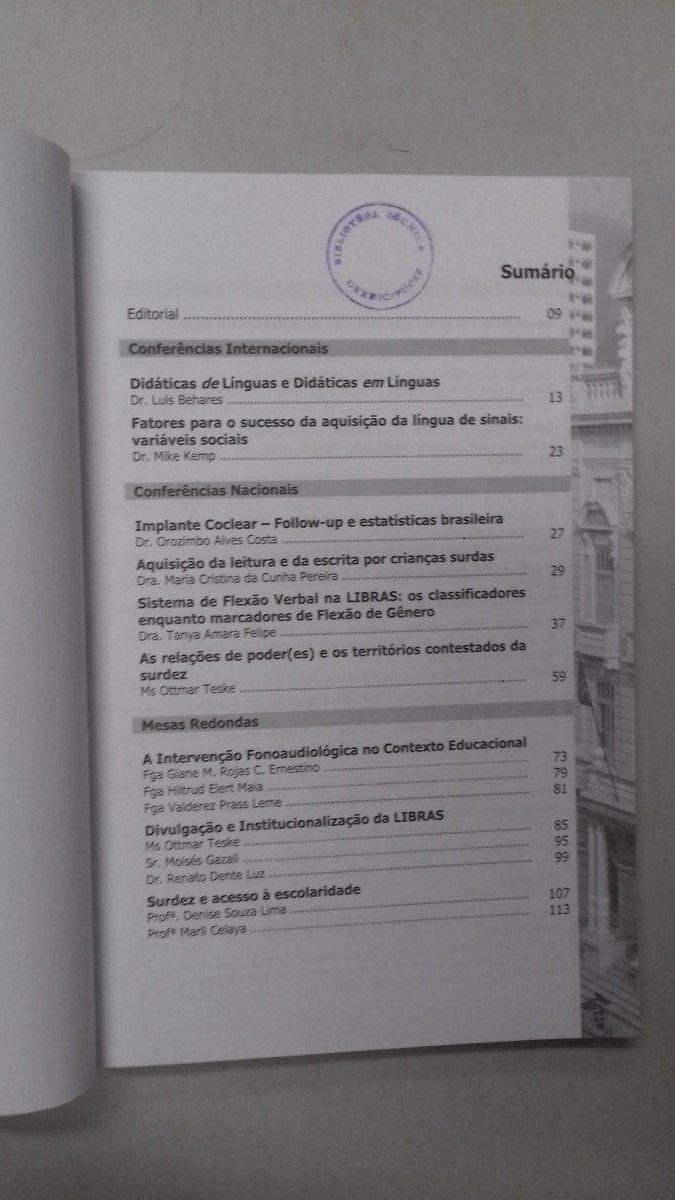 BIBLIOTECA TÉCNICA
DERDIC/PUCSP
Sumário
Editorial ........ 09
Conferências Internacionais
Didáticas de Línguas e Didáticas em Línguas
Dr. Luis Behares ........ 13
Fatores para o sucesso da aquisição da língua de sinais:
variáveis sociais
Dr. Mike Kemp ........ 23
Conferências Nacionais
Implante Coclear – Follow-up e estatísticas brasileira
Dr. Orozimbo Alves Costa ........ 27
Aquisição da leitura e da escrita por crianças surdas
Dra. Maria Cristina da Cunha Pereira ........ 29
Sistema de Flexão Verbal na LIBRAS: os classificadores
enquanto marcadores de Flexão de Gênero
Dra. Tanya Amara Felipe ........ 37
As relações de poder(es) e os territórios contestados da
surdez
Ms Ottmar Teske ........ 59
Mesas Redondas
A Intervenção Fonoaudiológica no Contexto Educacional
Fga Giane M. Rojas C. Ernestino ........ 73
Fga Hiltrud Elert Maia ........ 79
Fga Valderez Prass Leme ........ 81
Divulgação e Institucionalização da LIBRAS
Ms Ottmar Teske ........ 85
Sr. Moisés Gazali ........ 95
Dr. Renato Dente Luz ........ 99
Surdez e acesso à escolaridade
Profª. Denise Souza Lima ........ 107
Profª Marli Celaya ........ 113